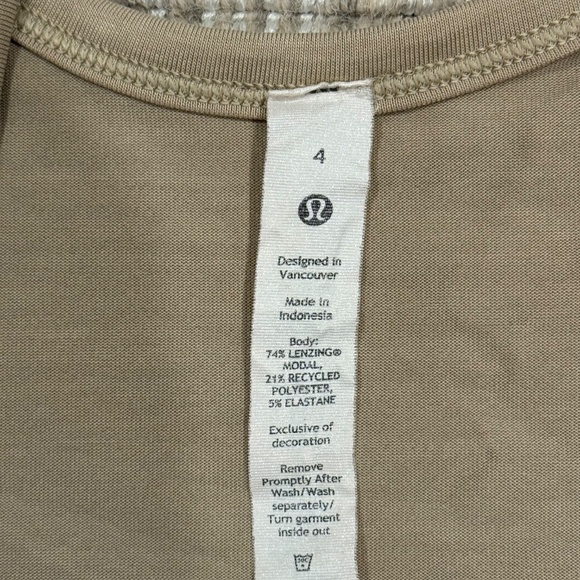 4
Designed in
Vancouver
Made in
Indonesia
Body:
74% LENZING®
MODAL,
21% RECYCLED
POLYESTER,
5% ELASTANE
Exclusive of
decoration
Remove
Promptly After
Wash/Wash
separately/
Turn garment
inside out